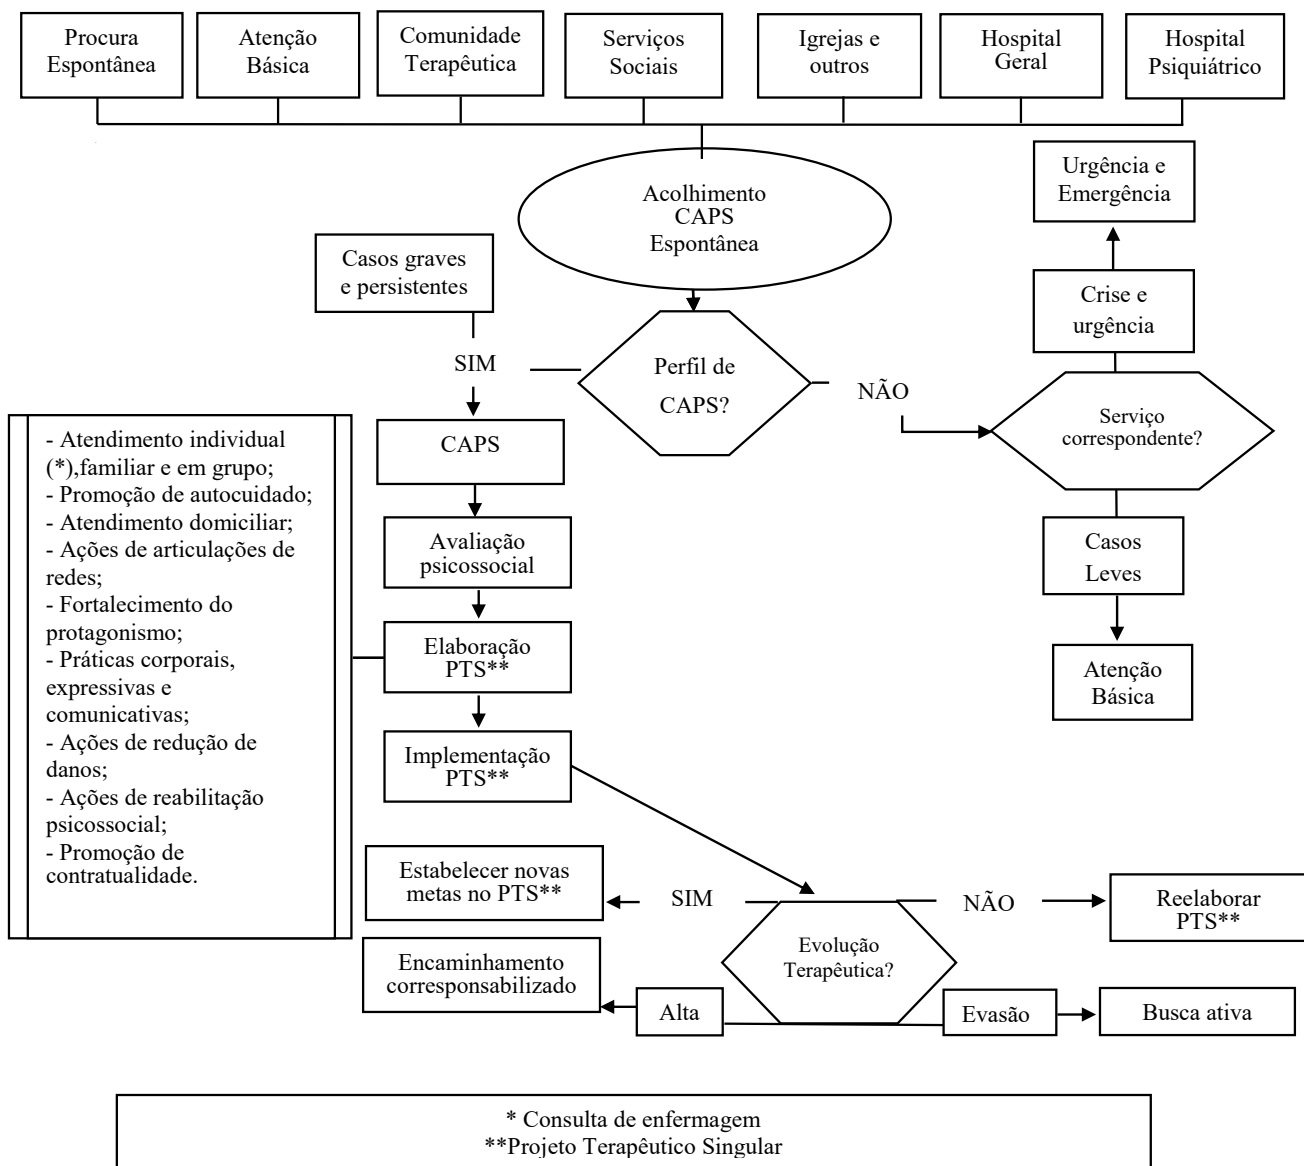 Procura
Espontânea
Atenção
Básica
Comunidade
Terapêutica
Serviços
Sociais
Igrejas e
outros
Hospital
Geral
Hospital
Psiquiátrico
Acolhimento
CAPS
Espontânea
Urgência e
Emergência
Casos graves
e persistentes
Crise e
urgência
SIM
Perfil de
CAPS?
NÃO
Serviço
correspondente?
CAPS
- Atendimento individual
(*),familiar e em grupo;
- Promoção de autocuidado;
- Atendimento domiciliar;
- Ações de articulações de
redes;
- Fortalecimento do
protagonismo;
- Práticas corporais,
expressivas e
comunicativas;
- Ações de redução de
danos;
- Ações de reabilitação
psicossocial;
- Promoção de
contratualidade.
Avaliação
psicossocial
Casos
Leves
Elaboração
PTS**
Atenção
Básica
Implementação
PTS**
Estabelecer novas
metas no PTS**
SIM
Evolução
Terapêutica?
NÃO
Reelaborar
PTS**
Encaminhamento
corresponsabilizado
Alta
Evasão
Busca ativa
* Consulta de enfermagem
**Projeto Terapêutico Singular